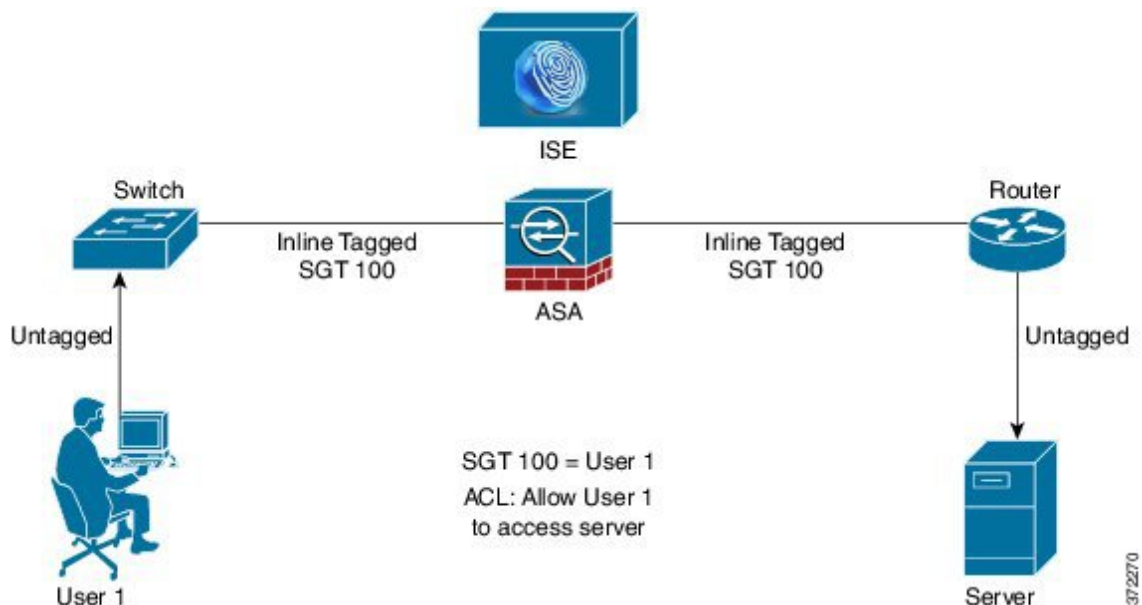 ISE
Switch
Router
Inline Tagged
SGT 100
Inline Tagged
SGT 100
ASA
Untagged
Untagged
SGT 100 = User 1
ACL: Allow User 1
to access server
User 1
Server
372270